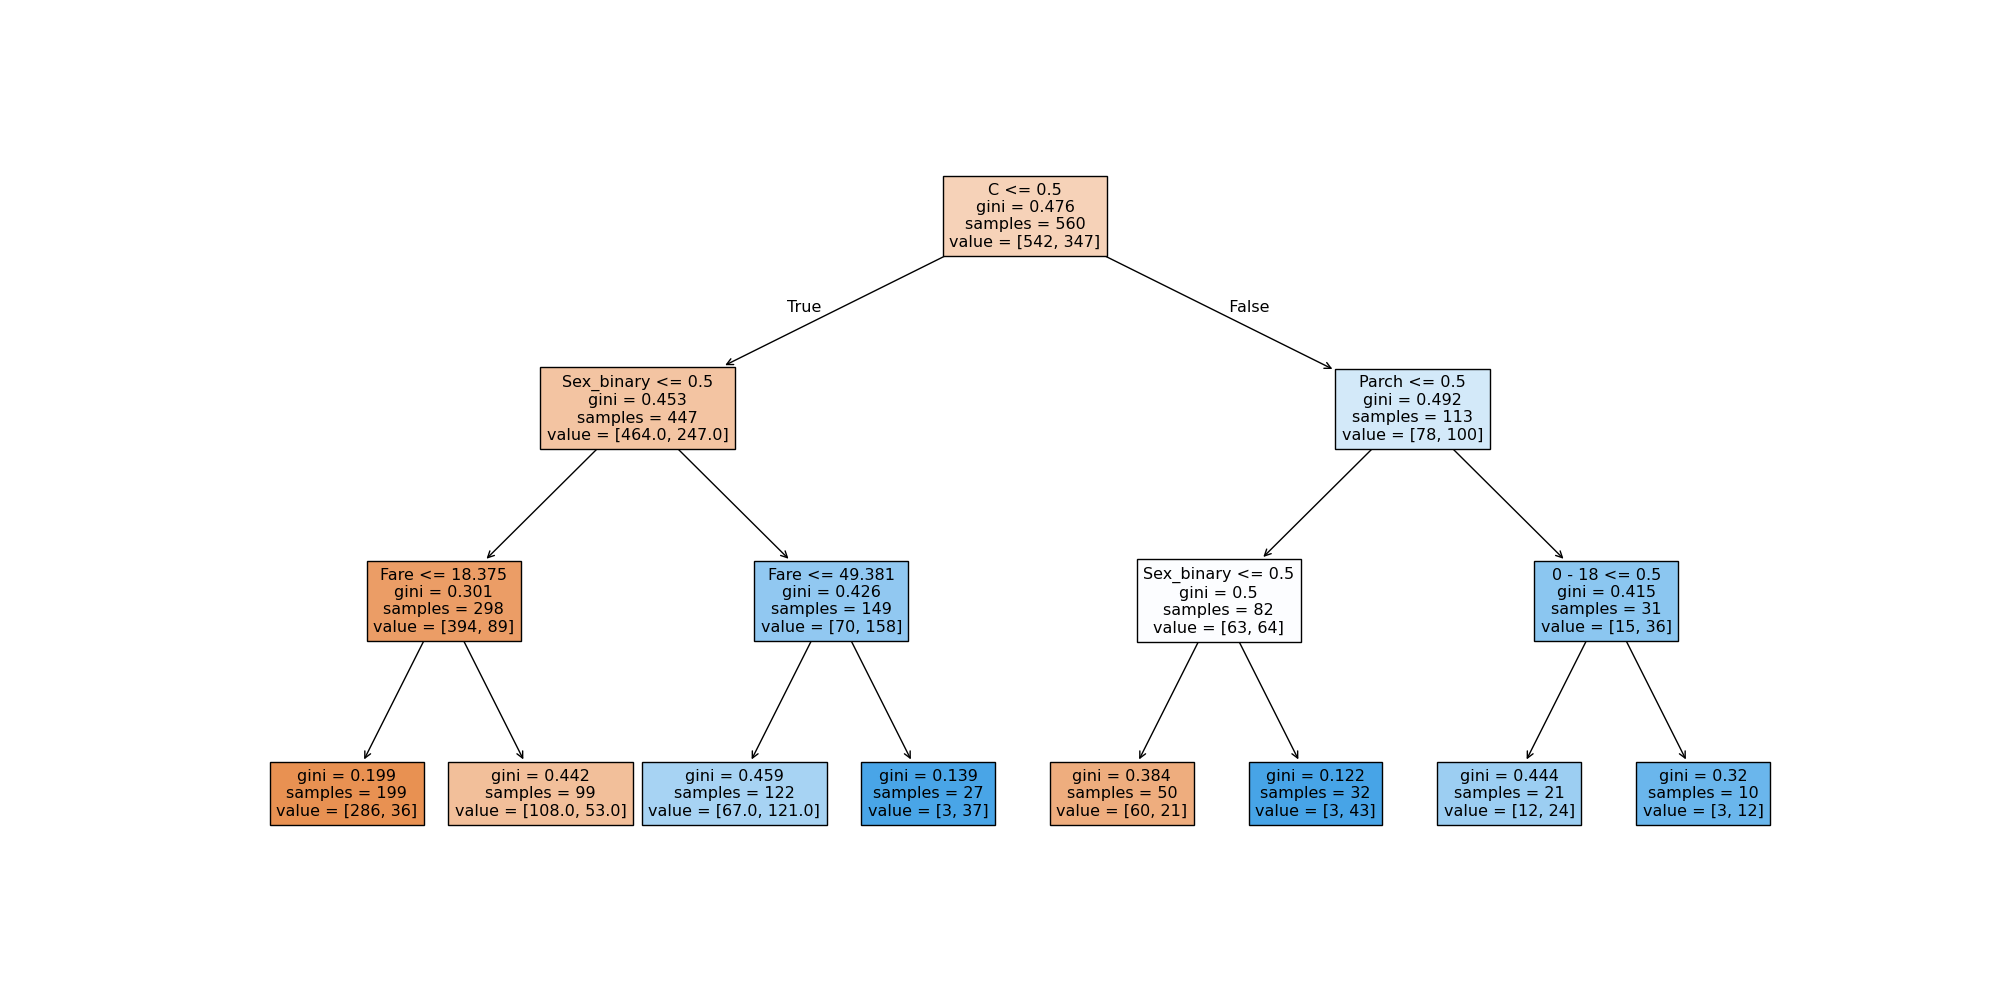 C <= 0.5
gini = 0.476
samples = 560
value = [542, 347]
True
False
Sex_binary <= 0.5
gini = 0.453
samples = 447
value = [464.0, 247.0]
Parch <= 0.5
gini = 0.492
samples = 113
value = [78, 100]
Fare <= 18.375
gini = 0.301
samples = 298
value = [394, 89]
Fare <= 49.381
gini = 0.426
samples = 149
value = [70, 158]
Sex_binary <= 0.5
gini = 0.5
samples = 82
value = [63, 64]
0 - 18 <= 0.5
gini = 0.415
samples = 31
value = [15, 36]
gini = 0.199
samples = 199
value = [286, 36]
gini = 0.442
samples = 99
value = [108.0, 53.0]
gini = 0.459
samples = 122
value = [67.0, 121.0]
gini = 0.139
samples = 27
value = [3, 37]
gini = 0.384
samples = 50
value = [60, 21]
gini = 0.122
samples = 32
value = [3, 43]
gini = 0.444
samples = 21
value = [12, 24]
gini = 0.32
samples = 10
value = [3, 12]